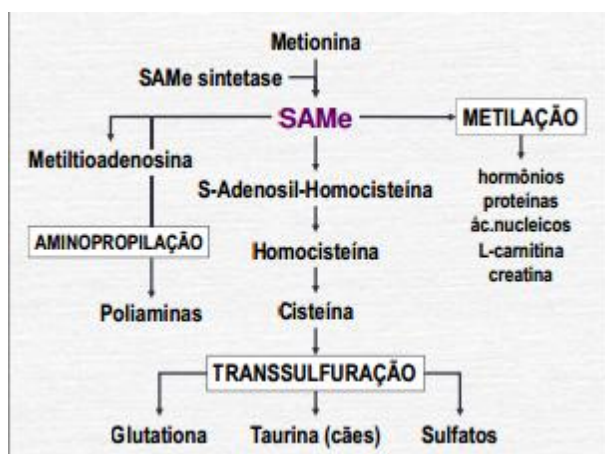 Metionina
SAMe sintetase
SAMe
METILAÇÃO
Metiltioadenosina
S-Adenosil-Homocisteína
hormônios
proteínas
ác.nucleicos
L-carnitina
creatina
AMINOPROPILAÇÃO
Homocisteína
Poliaminas
Cisteína
TRANSSULFURAÇÃO
Glutationa
Taurina (cães)
Sulfatos